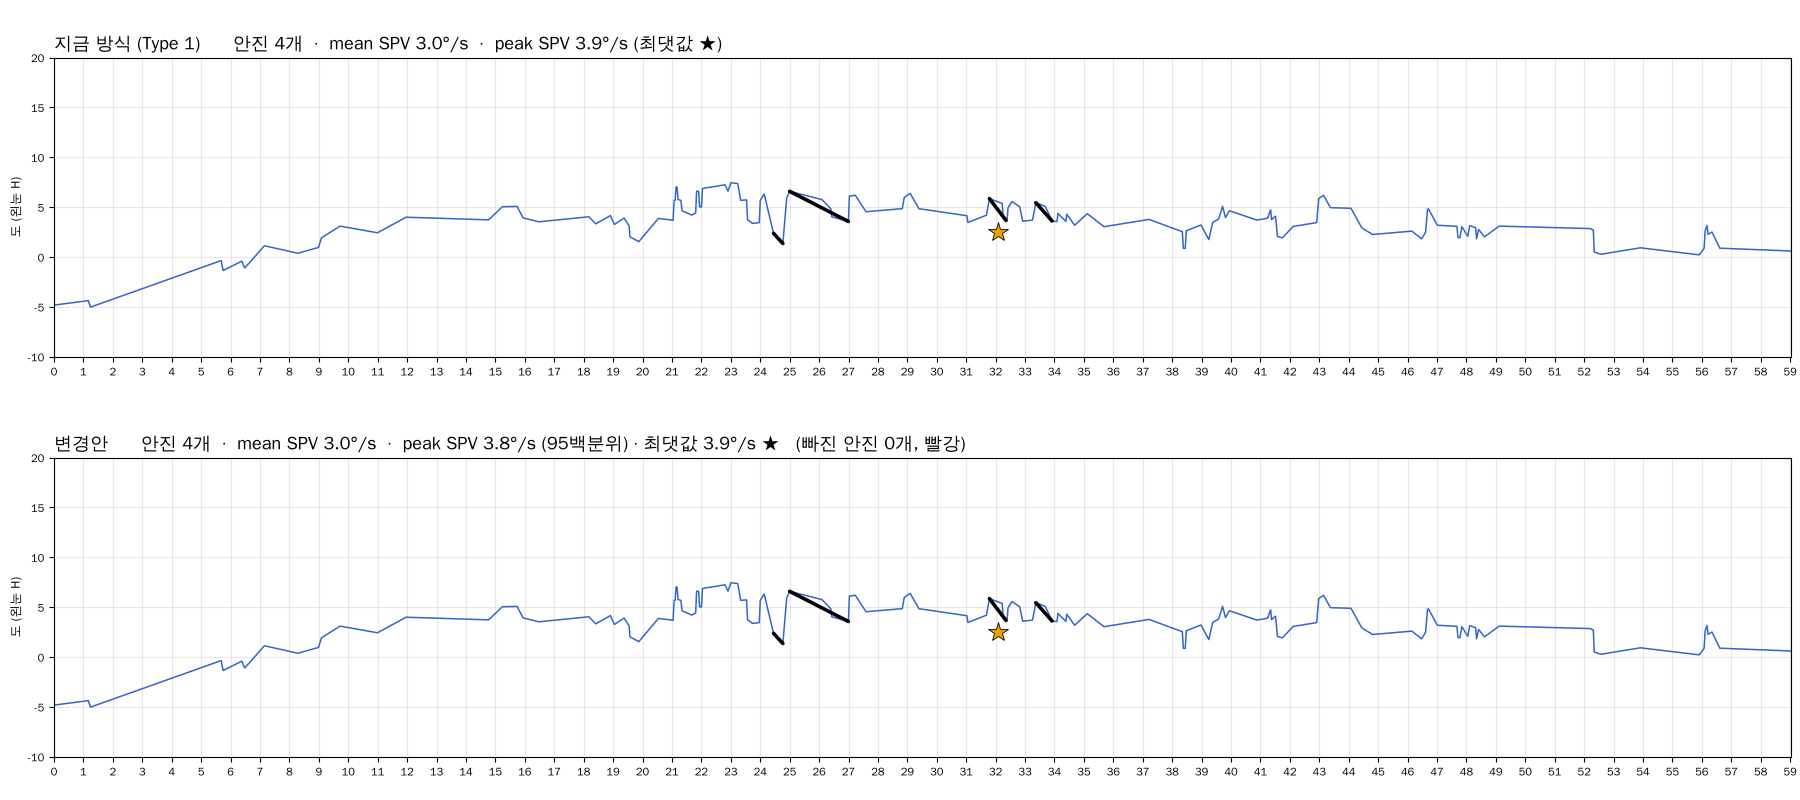 지금 방식 (Type 1) 안진 4개 · mean SPV 3.0°/s · peak SPV 3.9°/s (최댓값 ★)
20
15
10
5
0
-5
-10
도 (왼눈 H)
0 1 2 3 4 5 6 7 8 9 10 11 12 13 14 15 16 17 18 19 20 21 22 23 24 25 26 27 28 29 30 31 32 33 34 35 36 37 38 39 40 41 42 43 44 45 46 47 48 49 50 51 52 53 54 55 56 57 58 59
변경안 안진 4개 · mean SPV 3.0°/s · peak SPV 3.8°/s (95백분위) · 최댓값 3.9°/s ★ (빠진 안진 0개, 빨강)
20
15
10
5
0
-5
-10
도 (왼눈 H)
0 1 2 3 4 5 6 7 8 9 10 11 12 13 14 15 16 17 18 19 20 21 22 23 24 25 26 27 28 29 30 31 32 33 34 35 36 37 38 39 40 41 42 43 44 45 46 47 48 49 50 51 52 53 54 55 56 57 58 59